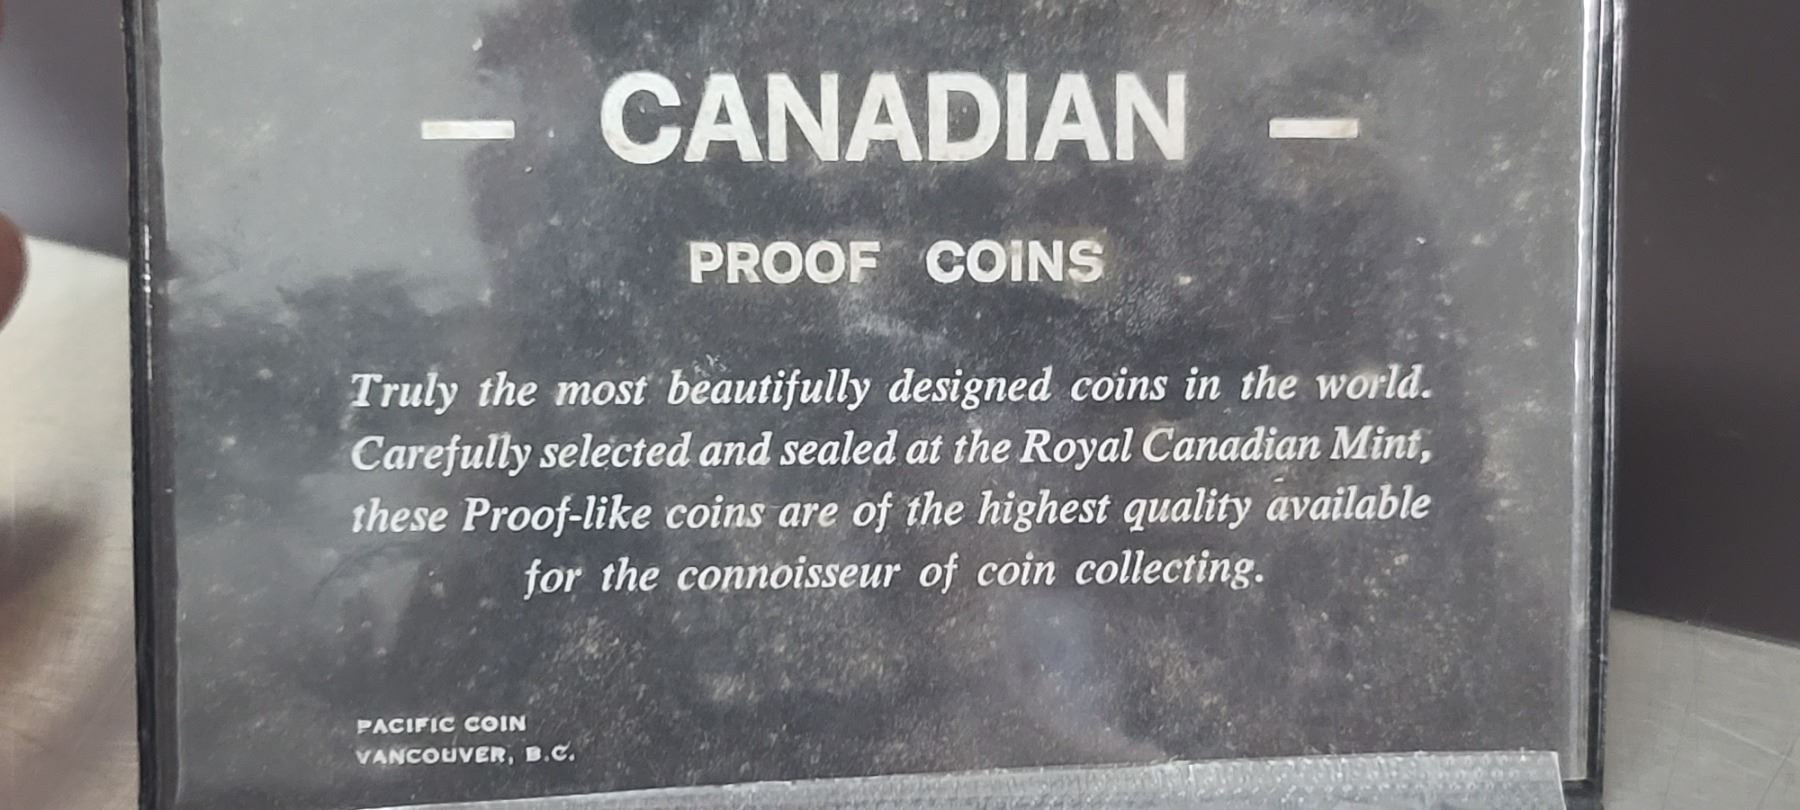 — CANADIAN —
PROOF COINS
Truly the most beautifully designed coins in the world.
Carefully selected and sealed at the Royal Canadian Mint,
these Proof-like coins are of the highest quality available
for the connoisseur of coin collecting.
PACIFIC COIN
VANCOUVER, B.C.